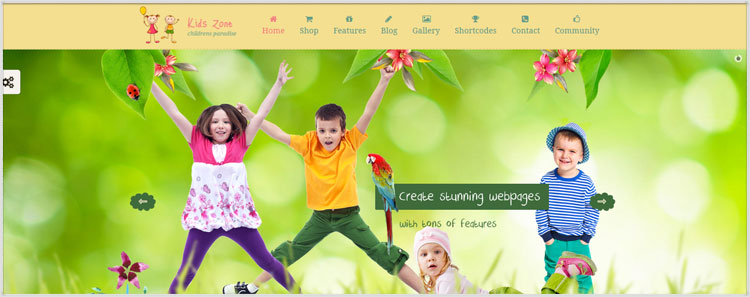 Kids Zone
childrens paradise
Home
Shop
Features
Blog
Gallery
Shortcodes
Contact
Community
Create stunning webpages
with tons of features